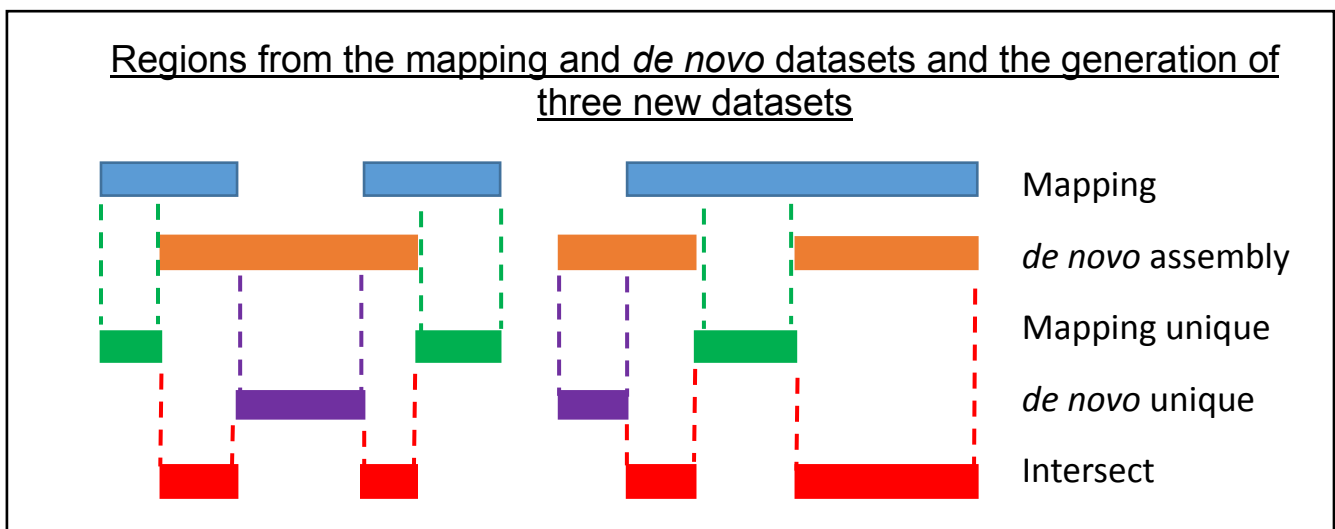 Regions from the mapping and de novo datasets and the generation of
three new datasets
Mapping
de novo assembly
Mapping unique
de novo unique
Intersect